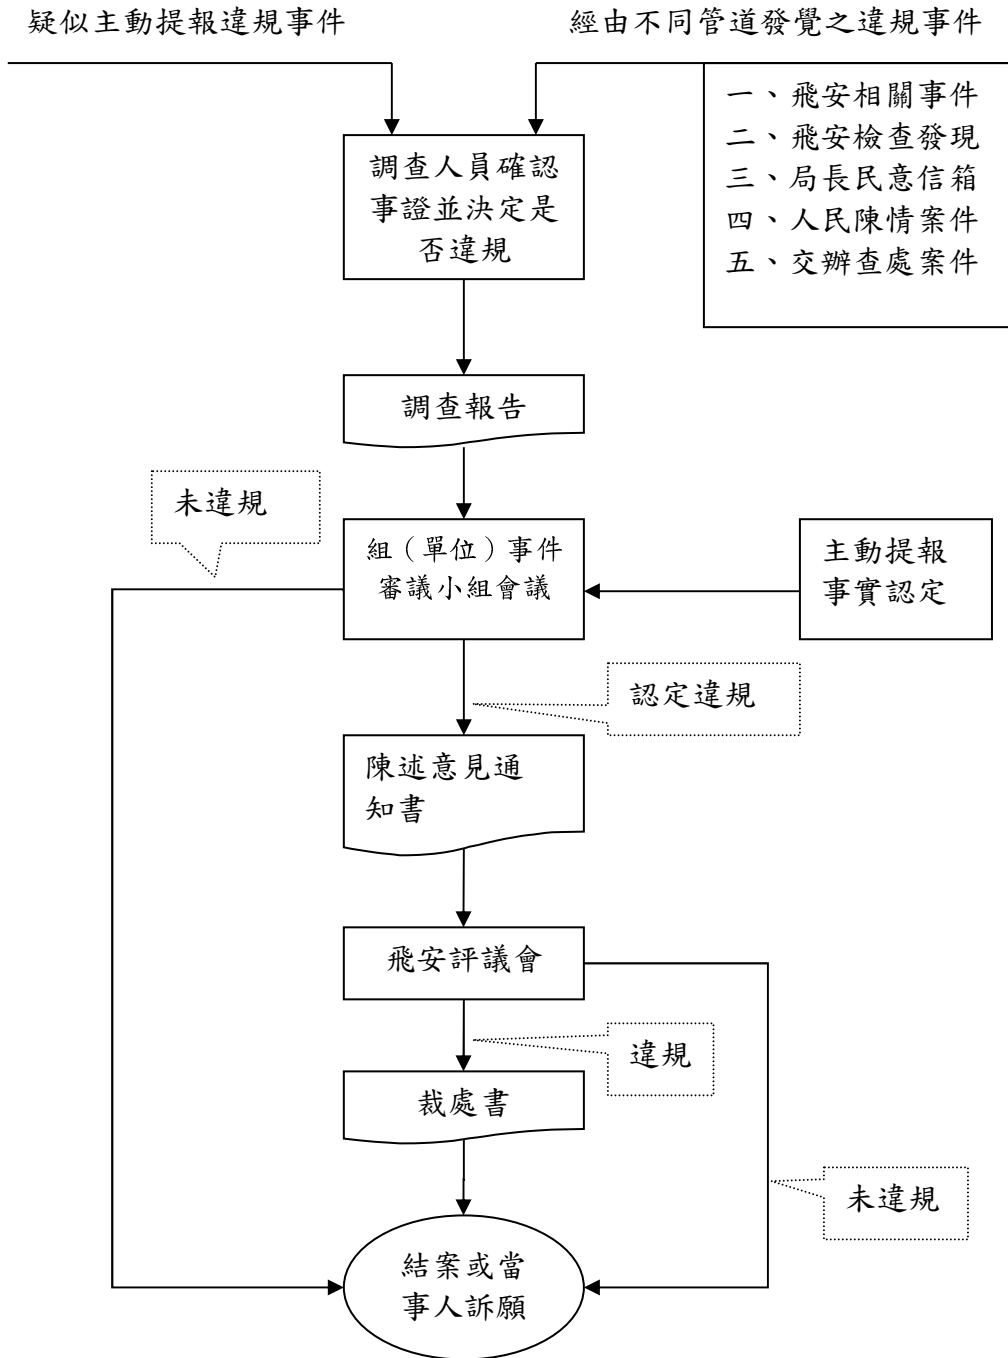 疑似主動提報違規事件
經由不同管道發覺之違規事件
一、飛安相關事件
二、飛安檢查發現
三、局長民意信箱
四、人民陳情案件
五、交辦查處案件
調查人員確認
事證並決定是
否違規
調查報告
未違規
組（單位）事件
審議小組會議
主動提報
事實認定
認定違規
陳述意見通
知書
飛安評議會
違規
裁處書
未違規
結案或當
事人訴願